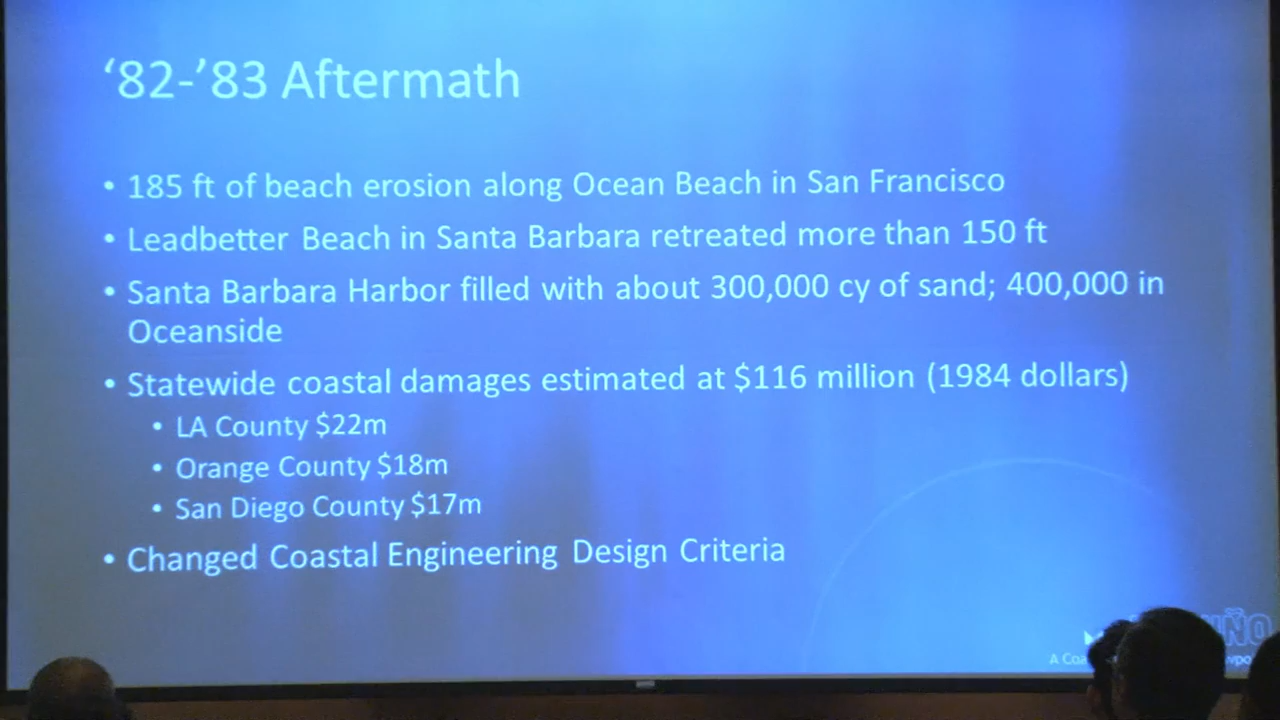 ‘82-’83 Aftermath
• 185 ft of beach erosion along Ocean Beach in San Francisco
• Leadbetter Beach in Santa Barbara retreated more than 150 ft
• Santa Barbara Harbor filled with about 300,000 cy of sand; 400,000 in
Oceanside
• Statewide coastal damages estimated at $116 million (1984 dollars)
• LA County $22m
• Orange County $18m
• San Diego County $17m
• Changed Coastal Engineering Design Criteria
A